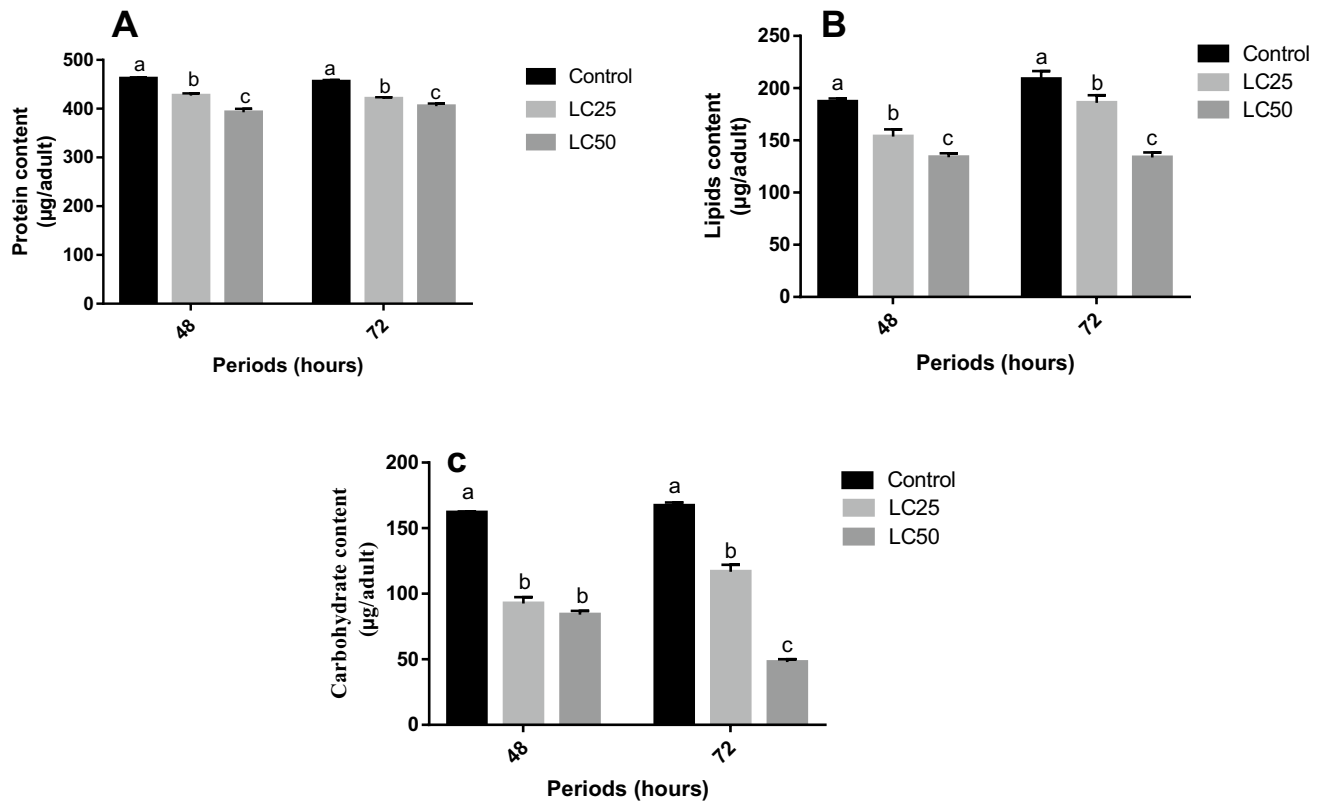 A
Protein content
(µg/adult)
500
400
300
200
100
0
a
b
c
a
b
c
48
72
Periods (hours)
Control
LC25
LC50
B
Lipids content
(µg/adult)
250
200
150
100
50
0
a
b
c
a
b
c
48
72
Periods (hours)
Control
LC25
LC50
c
Carbohydrate content
(µg/adult)
200
150
100
50
0
a
b
b
a
b
c
48
72
Periods (hours)
Control
LC25
LC50